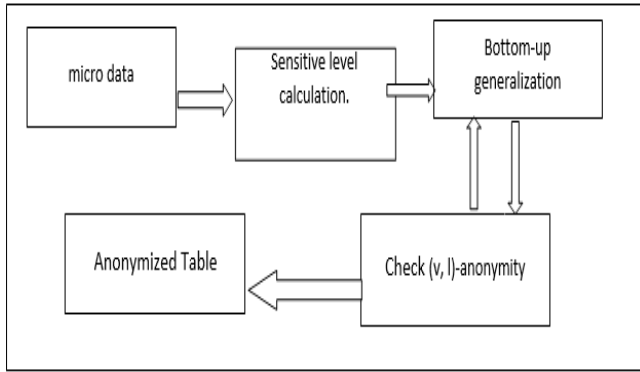 micro data
Sensitive level
calculation.
Bottom-up
generalization
Anonymized Table
Check (v, l)-anonymity